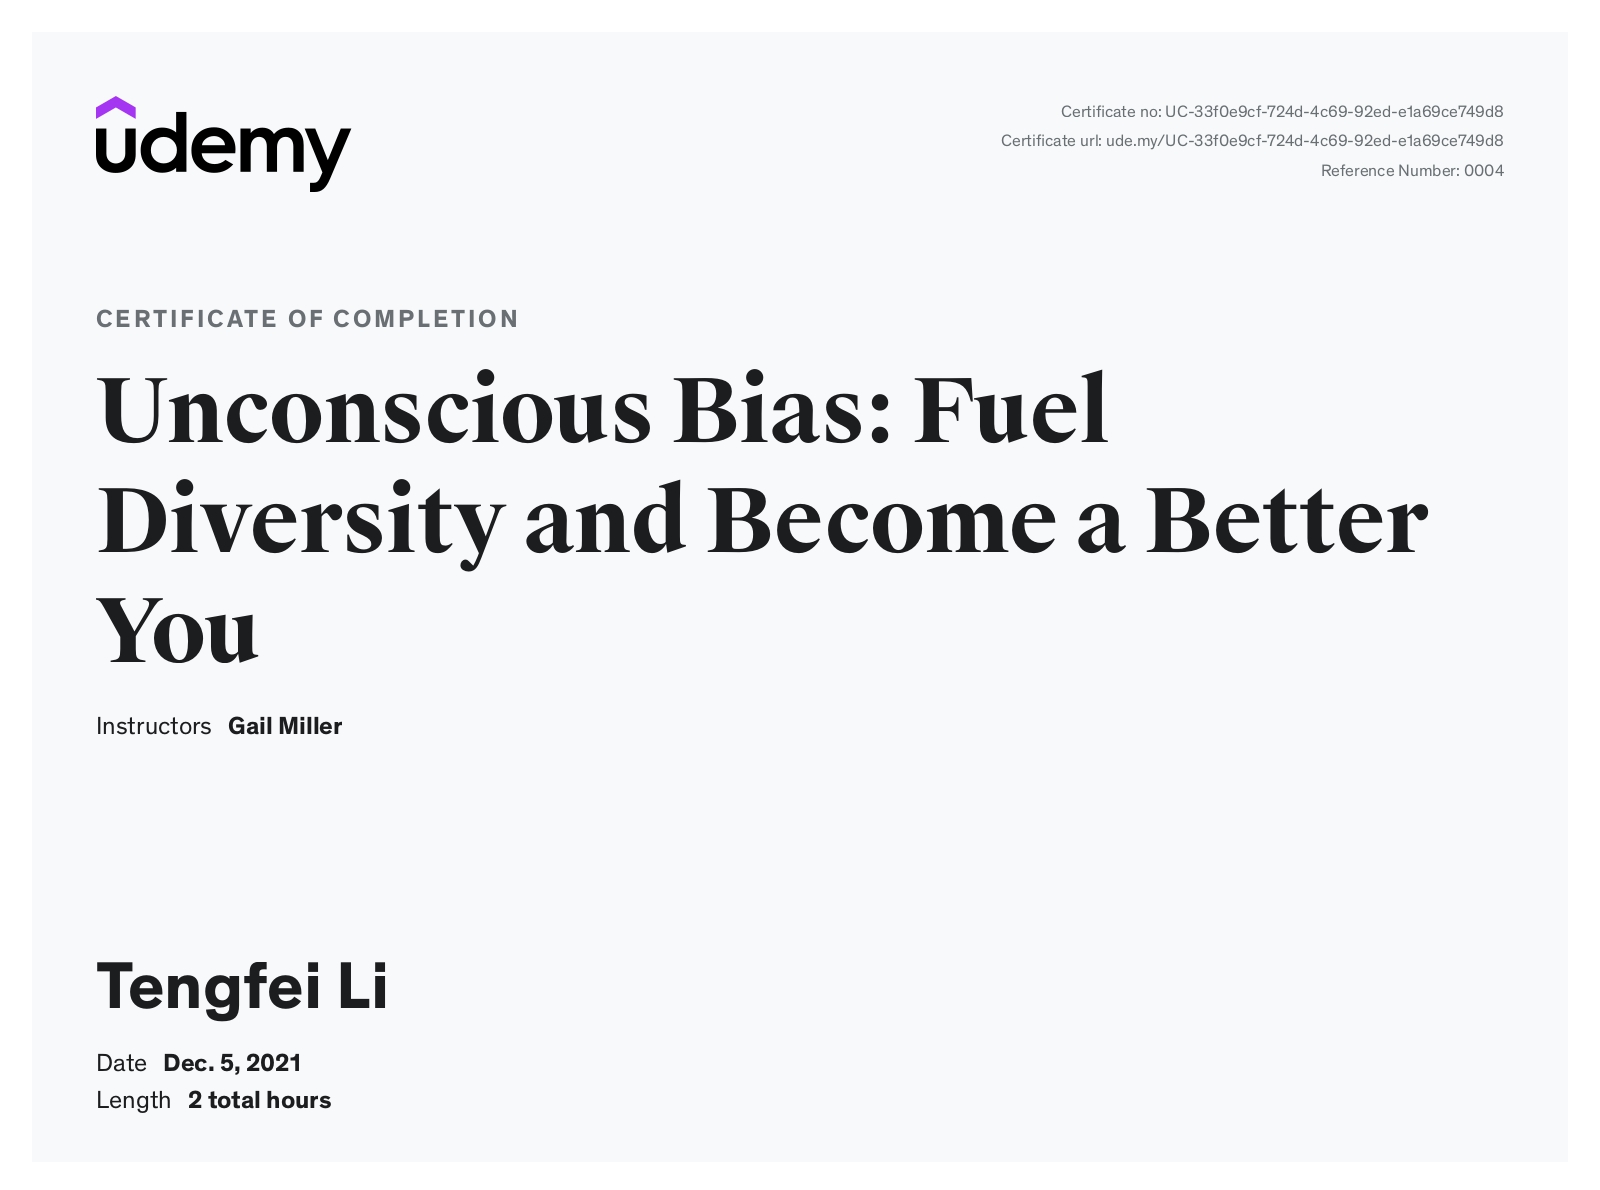 udemy
Certificate no: UC-33f0e9cf-724d-4c69-92ed-e1a69ce749d8
Certificate url: ude.my/UC-33f0e9cf-724d-4c69-92ed-e1a69ce749d8
Reference Number: 0004
CERTIFICATE OF COMPLETION
Unconscious Bias: Fuel
Diversity and Become a Better
You
Instructors Gail Miller
Tengfei Li
Date Dec. 5, 2021
Length 2 total hours